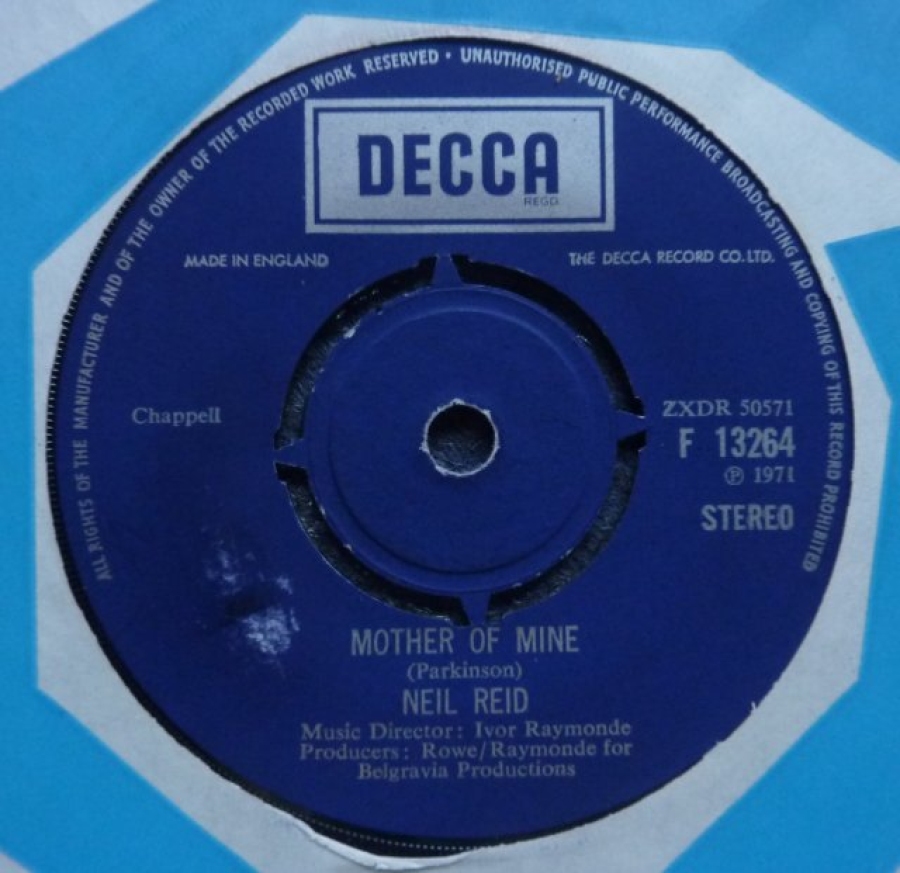 ALL RIGHTS OF THE MANUFACTURER AND OF THE OWNER OF THE RECORDED WORK RESERVED • UNAUTHORISED PUBLIC PERFORMANCE BROADCASTING AND COPYING OF THIS RECORD PROHIBITED
DECCA
REGD
MADE IN ENGLAND
THE DECCA RECORD CO. LTD.
Chappell
ZXDR 50571
F 13264
℗ 1971
STEREO
MOTHER OF MINE
(Parkinson)
NEIL REID
Music Director: Ivor Raymonde
Producers: Rowe/Raymonde for
Belgravia Productions